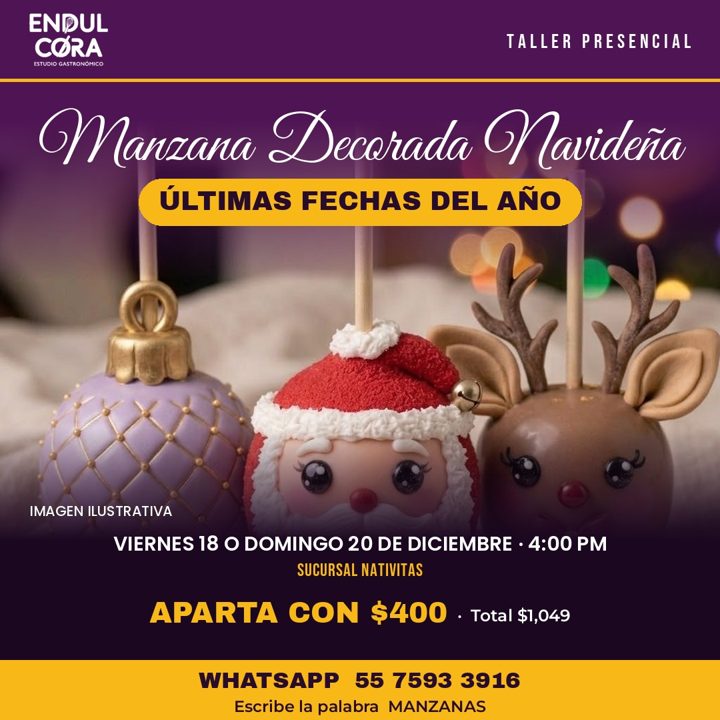 ENDUL
CORA
ESTUDIO GASTRONÓMICO
TALLER PRESENCIAL
Manzana Decorada Navideña
ÚLTIMAS FECHAS DEL AÑO
IMAGEN ILUSTRATIVA
VIERNES 18 O DOMINGO 20 DE DICIEMBRE · 4:00 PM
SUCURSAL NATIVITAS
APARTA CON $400 · Total $1,049
WHATSAPP 55 7593 3916
Escribe la palabra MANZANAS